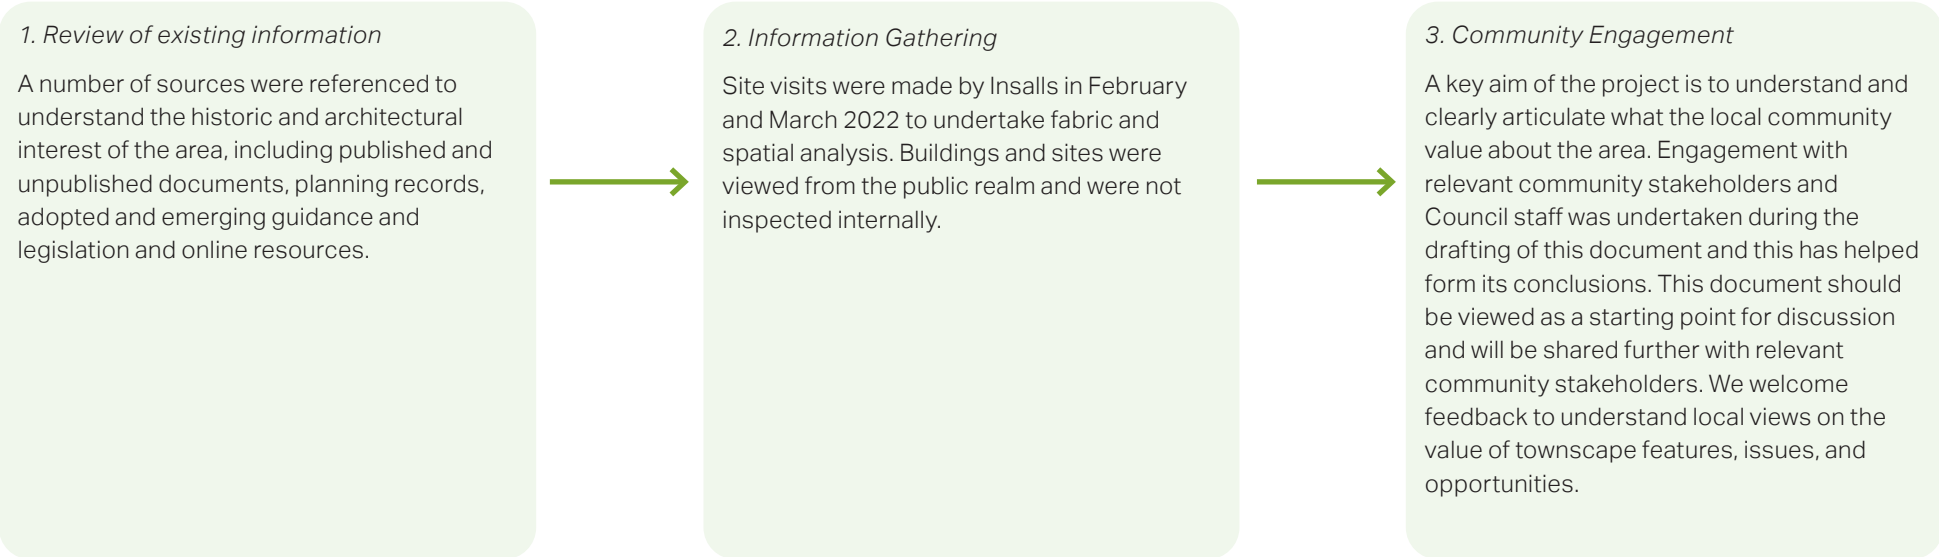 1. Review of existing information
A number of sources were referenced to
understand the historic and architectural
interest of the area, including published and
unpublished documents, planning records,
adopted and emerging guidance and
legislation and online resources.
2. Information Gathering
Site visits were made by Insalls in February
and March 2022 to undertake fabric and
spatial analysis. Buildings and sites were
viewed from the public realm and were not
inspected internally.
3. Community Engagement
A key aim of the project is to understand and
clearly articulate what the local community
value about the area. Engagement with
relevant community stakeholders and
Council staff was undertaken during the
drafting of this document and this has helped
form its conclusions. This document should
be viewed as a starting point for discussion
and will be shared further with relevant
community stakeholders. We welcome
feedback to understand local views on the
value of townscape features, issues, and
opportunities.